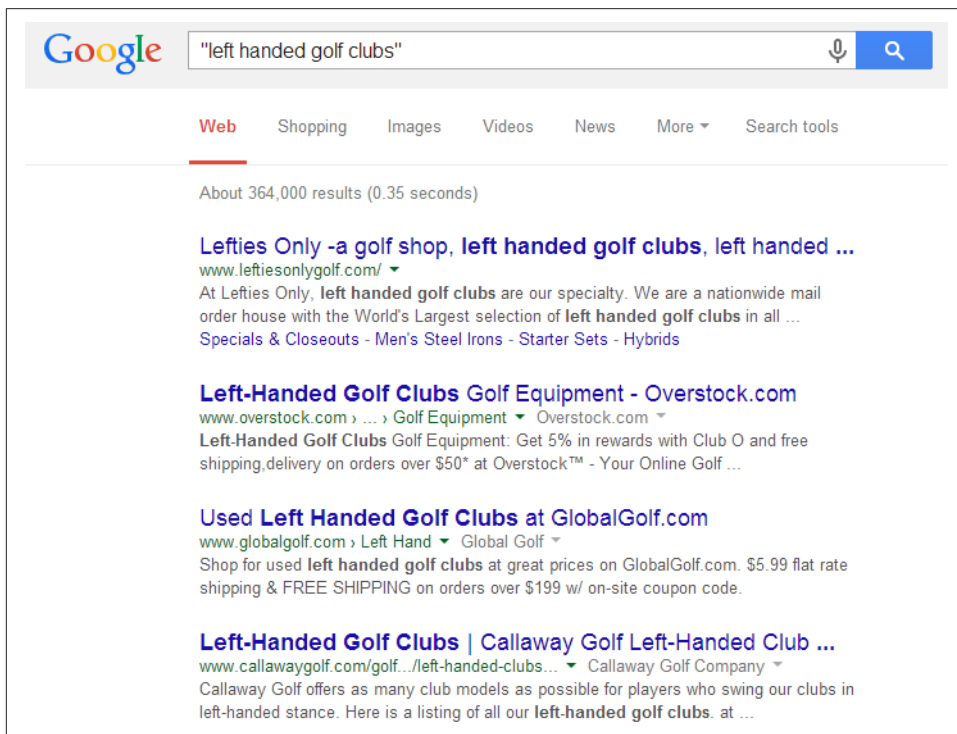 Google "left handed golf clubs"
Web Shopping Images Videos News More Search tools
About 364,000 results (0.35 seconds)
Lefties Only -a golf shop, left handed golf clubs, left handed ...
www.leftiesonlygolf.com/
At Lefties Only, left handed golf clubs are our specialty. We are a nationwide mail
order house with the World's Largest selection of left handed golf clubs in all ...
Specials & Closeouts - Men's Steel Irons - Starter Sets - Hybrids
Left-Handed Golf Clubs Golf Equipment - Overstock.com
www.overstock.com › ... › Golf Equipment Overstock.com
Left-Handed Golf Clubs Golf Equipment: Get 5% in rewards with Club O and free
shipping,delivery on orders over $50* at Overstock™ - Your Online Golf ...
Used Left Handed Golf Clubs at GlobalGolf.com
www.globalgolf.com › Left Hand Global Golf
Shop for used left handed golf clubs at great prices on GlobalGolf.com. $5.99 flat rate
shipping & FREE SHIPPING on orders over $199 w/ on-site coupon code.
Left-Handed Golf Clubs | Callaway Golf Left-Handed Club ...
www.callawaygolf.com/golf.../left-handed-clubs... Callaway Golf Company
Callaway Golf offers as many club models as possible for players who swing our clubs in
left-handed stance. Here is a listing of all our left-handed golf clubs. at ...